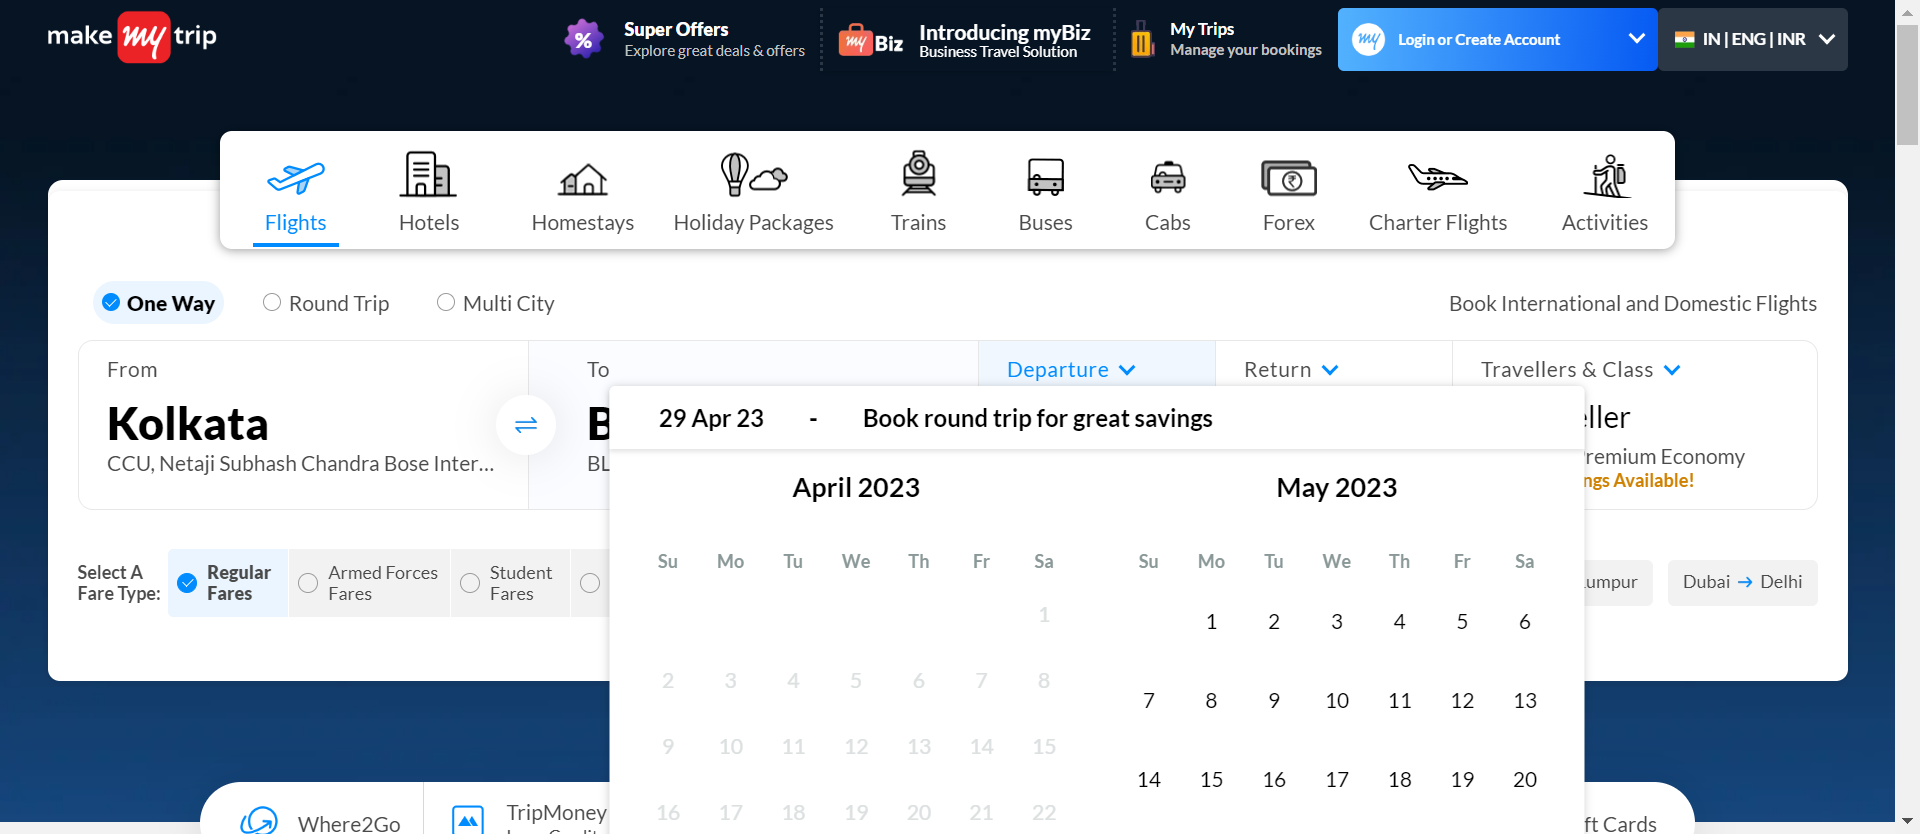 make my trip
Super Offers
Explore great deals & offers
my Biz
Introducing myBiz
Business Travel Solution
My Trips
Manage your bookings
my
Login or Create Account
IN | ENG | INR
Flights
Hotels
Homestays
Holiday Packages
Trains
Buses
Cabs
Forex
Charter Flights
Activities
One Way
Round Trip
Multi City
Book International and Domestic Flights
From
To
Departure
Return
Travellers & Class
Kolkata
B
CCU, Netaji Subhash Chandra Bose Inter...
BL
29 Apr 23 - Book round trip for great savings
eller
remium Economy
ngs Available!
April 2023
May 2023
Su Mo Tu We Th Fr Sa
Su Mo Tu We Th Fr Sa
1
1 2 3 4 5 6
2 3 4 5 6 7 8
7 8 9 10 11 12 13
9 10 11 12 13 14 15
14 15 16 17 18 19 20
16 17 18 19 20 21 22
Select A
Fare Type:
Regular
Fares
Armed Forces
Fares
Student
Fares
umpur
Dubai → Delhi
Where2Go
TripMoney
ft Cards